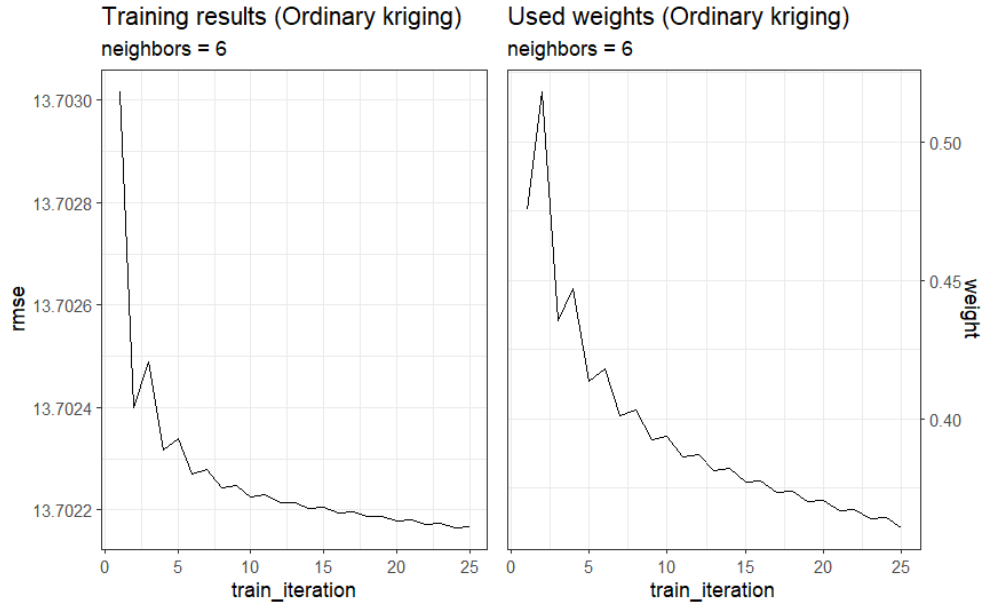 Training results (Ordinary kriging)
neighbors = 6
rmse
13.7030
13.7028
13.7026
13.7024
13.7022
0 5 10 15 20 25
train_iteration
Used weights (Ordinary kriging)
neighbors = 6
0.50
0.45
0.40
weight
0 5 10 15 20 25
train_iteration